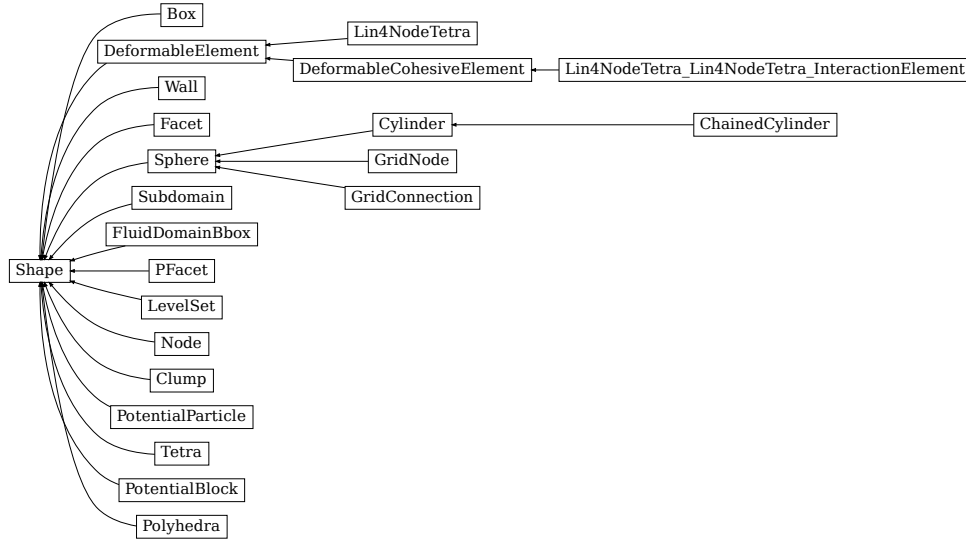 Box
Lin4NodeTetra
DeformableElement
DeformableCohesiveElement
Lin4NodeTetra_Lin4NodeTetra_InteractionElement
Wall
Facet
Cylinder
ChainedCylinder
Sphere
GridNode
Subdomain
GridConnection
FluidDomainBbox
Shape
PFacet
LevelSet
Node
Clump
PotentialParticle
Tetra
PotentialBlock
Polyhedra